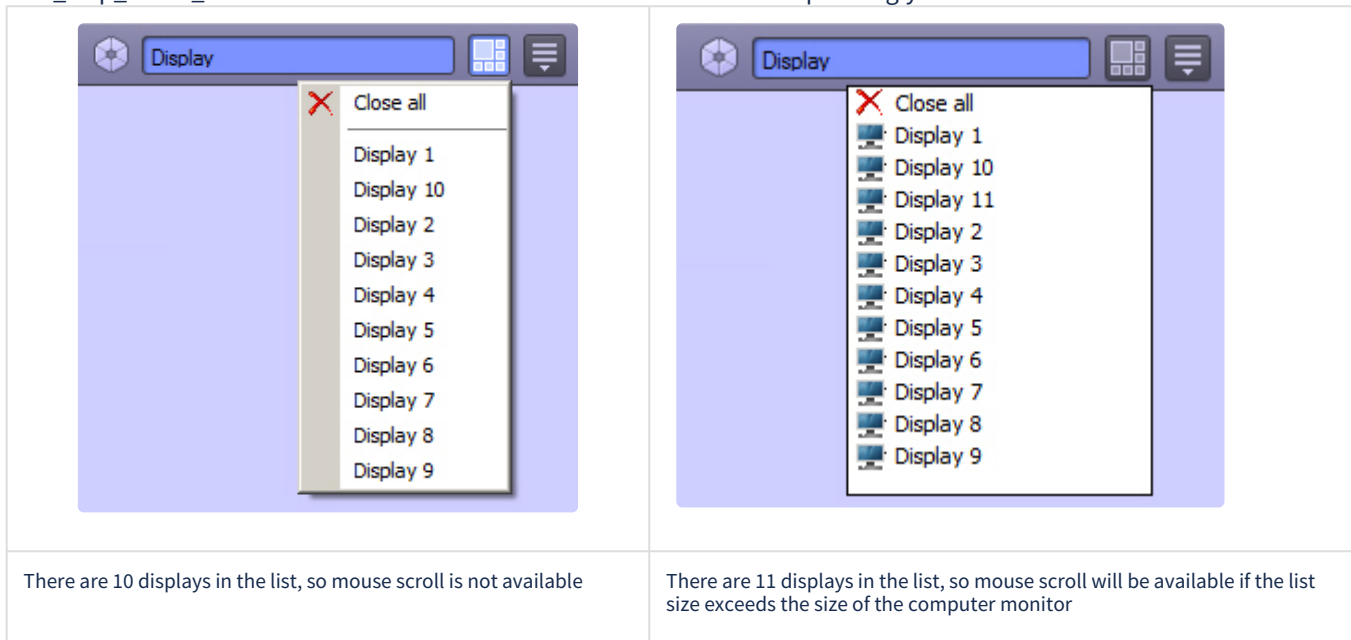 Display
Close all
Display 1
Display 10
Display 2
Display 3
Display 4
Display 5
Display 6
Display 7
Display 8
Display 9
Display
Close all
Display 1
Display 10
Display 11
Display 2
Display 3
Display 4
Display 5
Display 6
Display 7
Display 8
Display 9
There are 10 displays in the list, so mouse scroll is not available
There are 11 displays in the list, so mouse scroll will be available if the list
size exceeds the size of the computer monitor